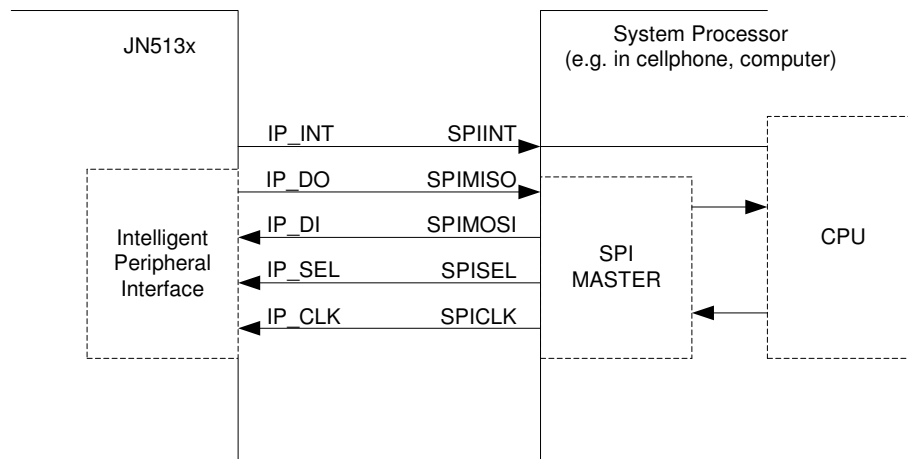 JN513x
System Processor
(e.g. in cellphone, computer)
IP_INT SPIINT
IP_DO SPIMISO
IP_DI SPIMOSI
IP_SEL SPISEL
IP_CLK SPICLK
Intelligent
Peripheral
Interface
SPI
MASTER
CPU